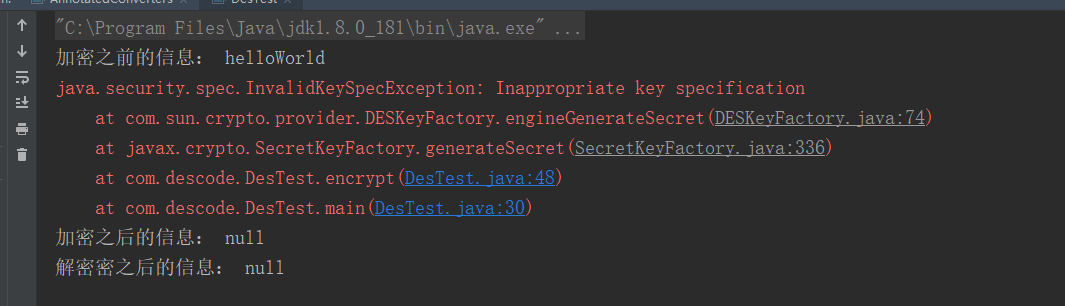 AnnotatedConverters × DesTest ×
"C:\Program Files\Java\jdk1.8.0_181\bin\java.exe" ...
加密之前的信息： helloWorld
java.security.spec.InvalidKeySpecException: Inappropriate key specification
at com.sun.crypto.provider.DESKeyFactory.engineGenerateSecret(DESKeyFactory.java:74)
at javax.crypto.SecretKeyFactory.generateSecret(SecretKeyFactory.java:336)
at com.descode.DesTest.encrypt(DesTest.java:48)
at com.descode.DesTest.main(DesTest.java:30)
加密之后的信息： null
解密密之后的信息： null